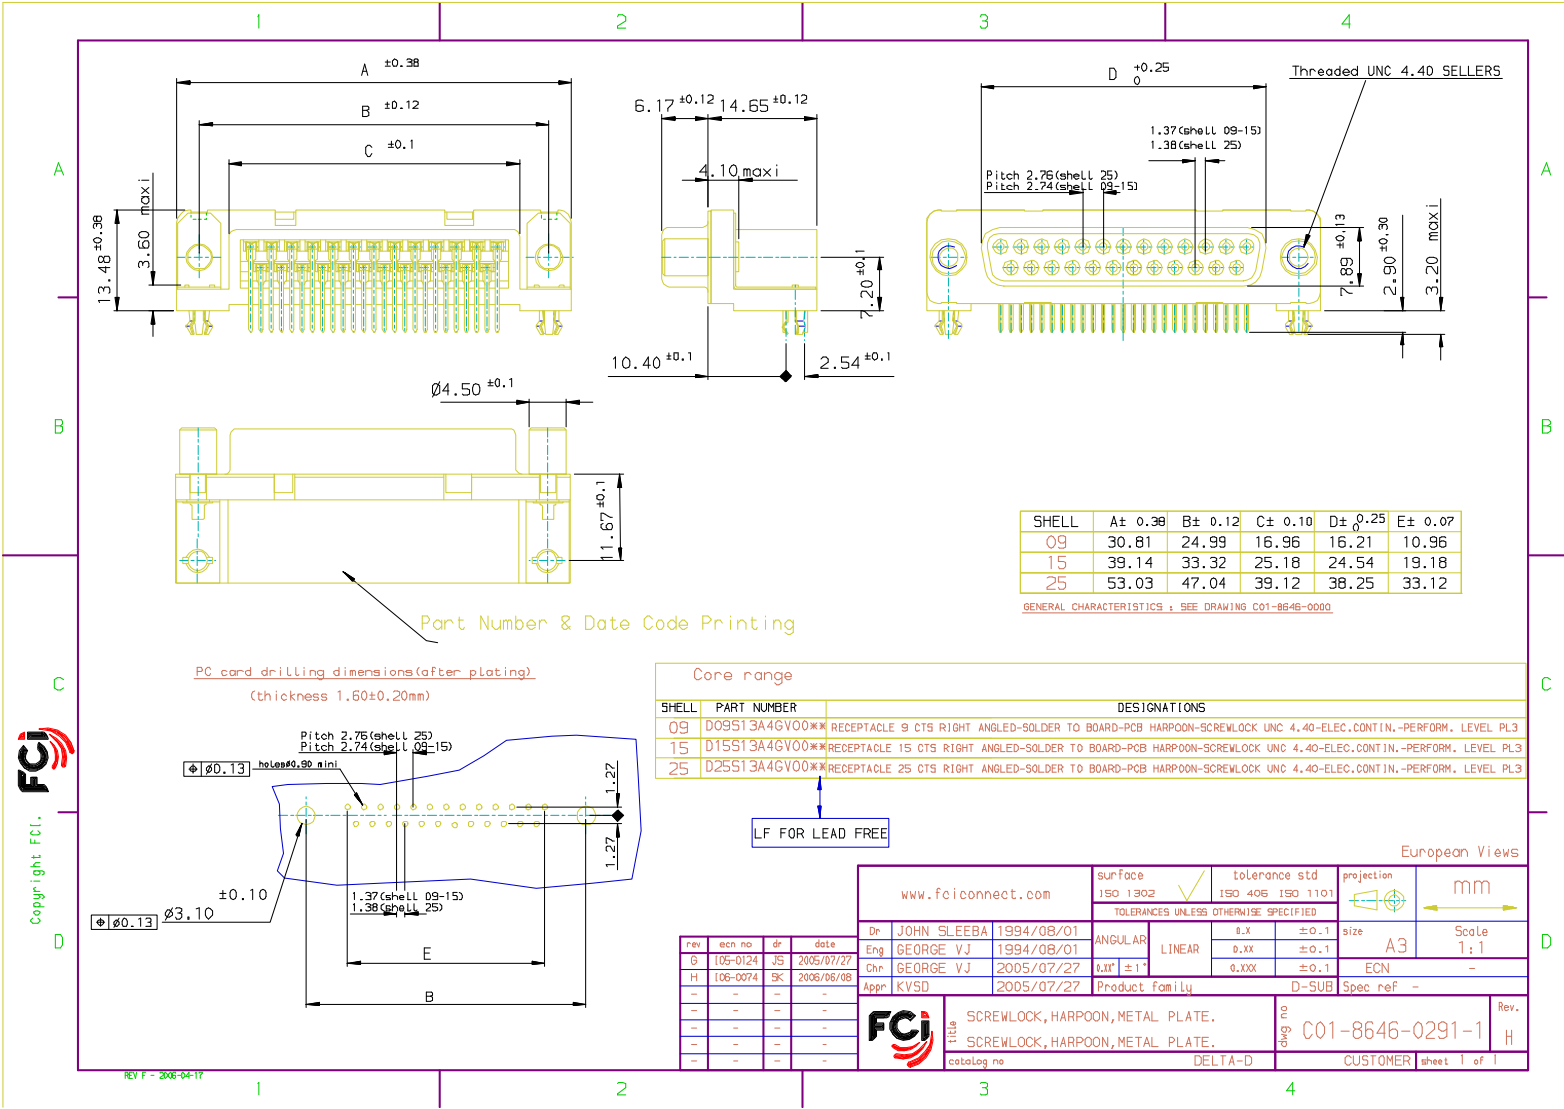 1 2 3 4
A ±0.38
B ±0.12
C ±0.1
3.60 maxi
13.48 ±0.38
6.17 ±0.12 14.65 ±0.12
4.10 maxi
7.20 ±0.1
10.40 ±0.1
2.54 ±0.1
D +0.25
0
Threaded UNC 4.40 SELLERS
1.37(shell 09-15)
1.38(shell 25)
Pitch 2.76(shell 25)
Pitch 2.74(shell 09-15)
7.89 ±0.13
2.90 ±0.30
3.20 maxi
A A
B B
C C
D D
Ø4.50 ±0.1
11.67 ±0.1
Part Number & Date Code Printing
SHELL A± 0.38 B± 0.12 C± 0.10 D± 0.25 0 E± 0.07
09 30.81 24.99 16.96 16.21 10.96
15 39.14 33.32 25.18 24.54 19.18
25 53.03 47.04 39.12 38.25 33.12
GENERAL CHARACTERISTICS : SEE DRAWING C01-8646-0000
PC card drilling dimensions(after plating)
(thickness 1.60±0.20mm)
Pitch 2.76(shell 25)
Pitch 2.74(shell 09-15)
Ø0.13
holesØ0.90 mini
1.27
1.27
1.37(shell 09-15)
1.38(shell 25)
±0.10
Ø3.10
Ø0.13
E
B
Core range
SHELL PART NUMBER DESIGNATIONS
09 D09S13A4GV00** RECEPTACLE 9 CTS RIGHT ANGLED-SOLDER TO BOARD-PCB HARPOON-SCREWLOCK UNC 4.40-ELEC.CONTIN.-PERFORM. LEVEL PL3
15 D15S13A4GV00** RECEPTACLE 15 CTS RIGHT ANGLED-SOLDER TO BOARD-PCB HARPOON-SCREWLOCK UNC 4.40-ELEC.CONTIN.-PERFORM. LEVEL PL3
25 D25S13A4GV00** RECEPTACLE 25 CTS RIGHT ANGLED-SOLDER TO BOARD-PCB HARPOON-SCREWLOCK UNC 4.40-ELEC.CONTIN.-PERFORM. LEVEL PL3
LF FOR LEAD FREE
European Views
FCi
Copyright FCI.
www.fciconnect.com
surface
ISO 1302
tolerance std
ISO 406 ISO 1101
projection
mm
TOLERANCES UNLESS OTHERWISE SPECIFIED
Dr JOHN SLEEBA 1994/08/01
Eng GEORGE VJ 1994/08/01
Chr GEORGE VJ 2005/07/27
Appr KVSD 2005/07/27
ANGULAR
0.XX° ±1°
LINEAR
0.X ±0.1
0.XX ±0.1
0.XXX ±0.1
size A3
Scale 1:1
ECN -
Product family D-SUB
Spec ref -
rev ecn no dr date
G I05-0124 JS 2005/07/27
H I06-0074 SK 2006/06/08
- - - -
- - - -
- - - -
- - - -
- - - -
FCi
title
SCREWLOCK,HARPOON,METAL PLATE.
SCREWLOCK,HARPOON,METAL PLATE.
dwg no
C01-8646-0291-1
Rev.
H
catalog no DELTA-D
CUSTOMER
sheet 1 of 1
REV F - 2006-04-17
1 2 3 4